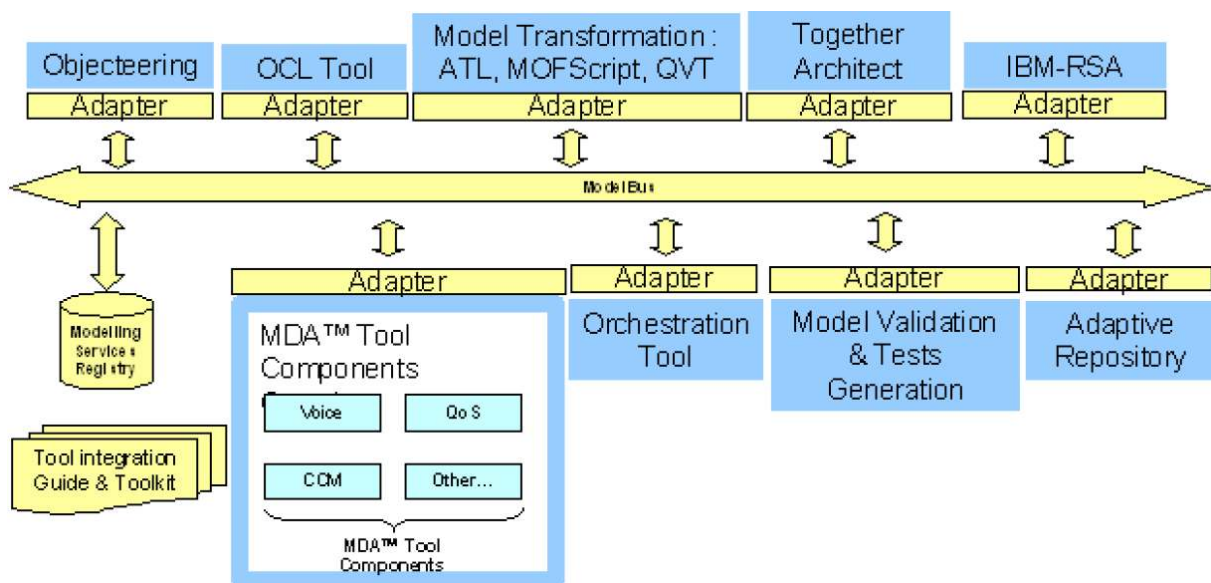 Objecteering
Adapter
OCL Tool
Adapter
Model Transformation :
ATL, MOFScript, QVT
Adapter
Together
Architect
Adapter
IBM-RSA
Adapter
ModelBus
Modelling
Services
Registry
Tool integration
Guide & Toolkit
Adapter
MDA™ Tool
Components
Voice
QoS
CCM
Other...
MDA™ Tool
Components
Adapter
Orchestration
Tool
Adapter
Model Validation
& Tests
Generation
Adapter
Adaptive
Repository